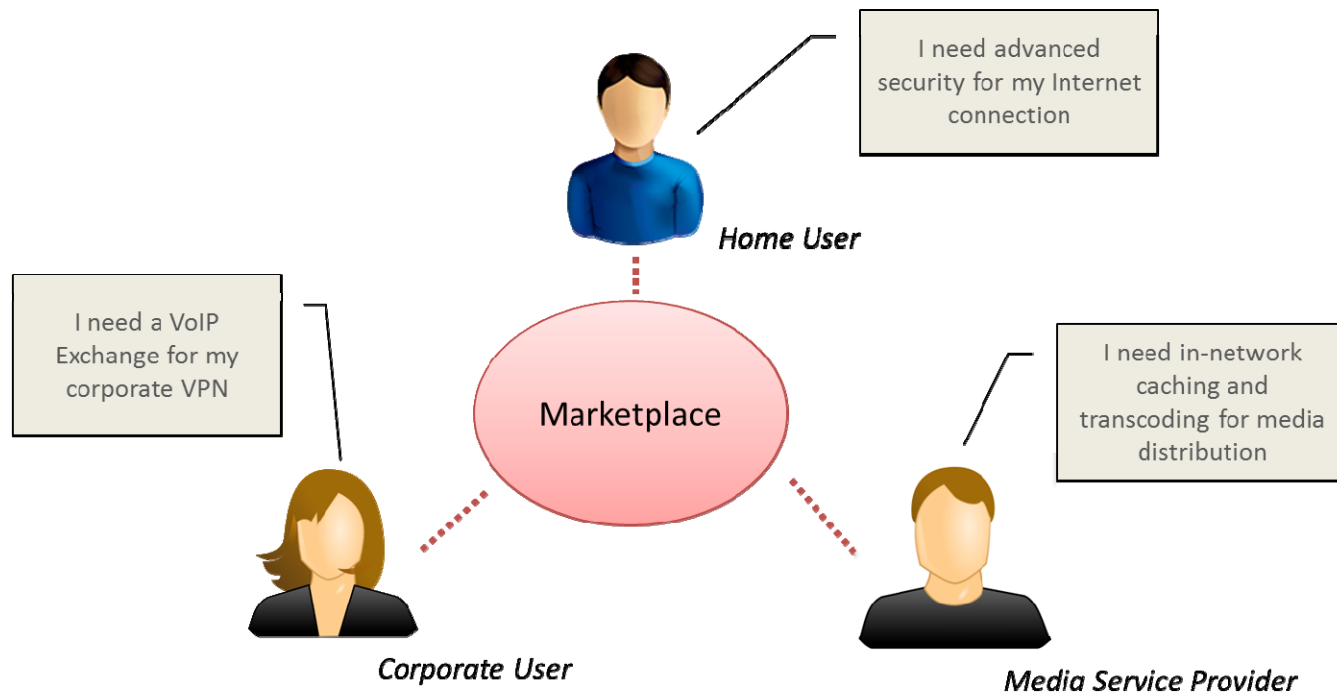 I need advanced
security for my Internet
connection
Home User
I need a VoIP
Exchange for my
corporate VPN
Marketplace
I need in-network
caching and
transcoding for media
distribution
Corporate User
Media Service Provider